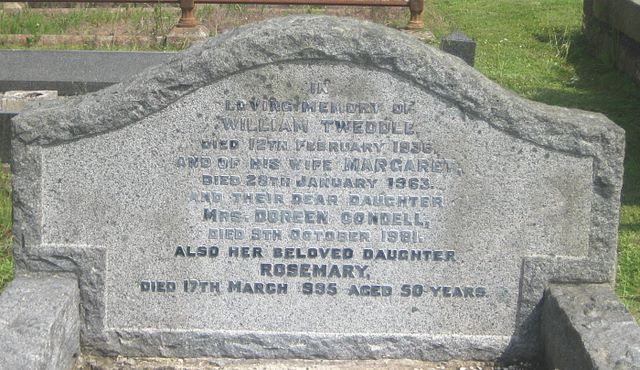 IN
LOVING MEMORY OF
WILLIAM TWEDDLE
DIED 12TH FEBRUARY 1936.
AND OF HIS WIFE MARGARET,
DIED 28TH JANUARY 1963.
AND THEIR DEAR DAUGHTER
MRS. DOREEN CONDELL,
DIED 9TH OCTOBER 1981.
ALSO HER BELOVED DAUGHTER
ROSEMARY,
DIED 17TH MARCH 1995 AGED 50 YEARS.